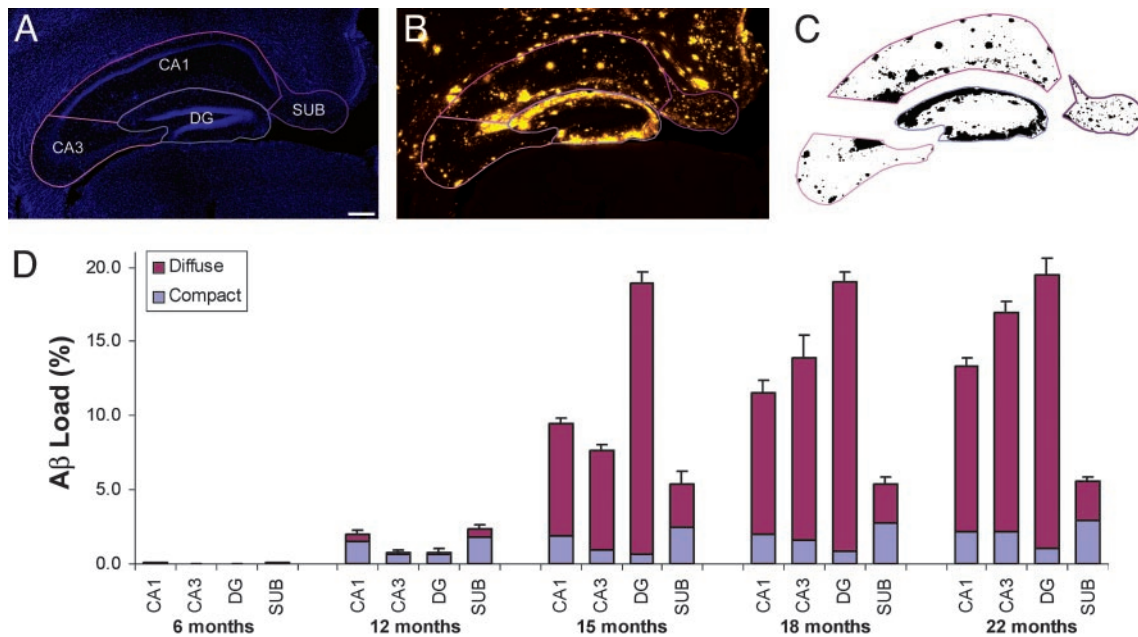 A
CA1
SUB
DG
CA3
B
C
D
Diffuse
Compact
Aβ Load (%)
20.0
15.0
10.0
5.0
0.0
CA1 CA3 DG SUB CA1 CA3 DG SUB CA1 CA3 DG SUB CA1 CA3 DG SUB CA1 CA3 DG SUB
6 months 12 months 15 months 18 months 22 months